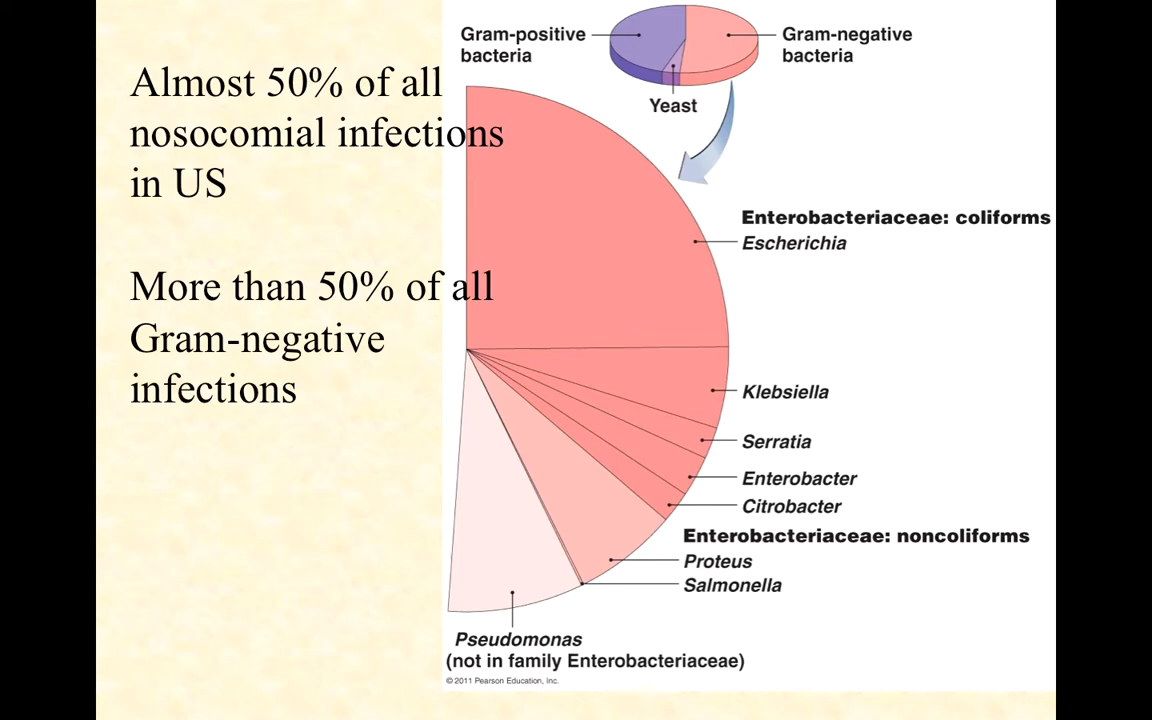 Almost 50% of all
nosocomial infections
in US
More than 50% of all
Gram-negative
infections
Gram-positive
bacteria
Gram-negative
bacteria
Yeast
Enterobacteriaceae: coliforms
Escherichia
Klebsiella
Serratia
Enterobacter
Citrobacter
Enterobacteriaceae: noncoliforms
Proteus
Salmonella
Pseudomonas
(not in family Enterobacteriaceae)
© 2011 Pearson Education, Inc.